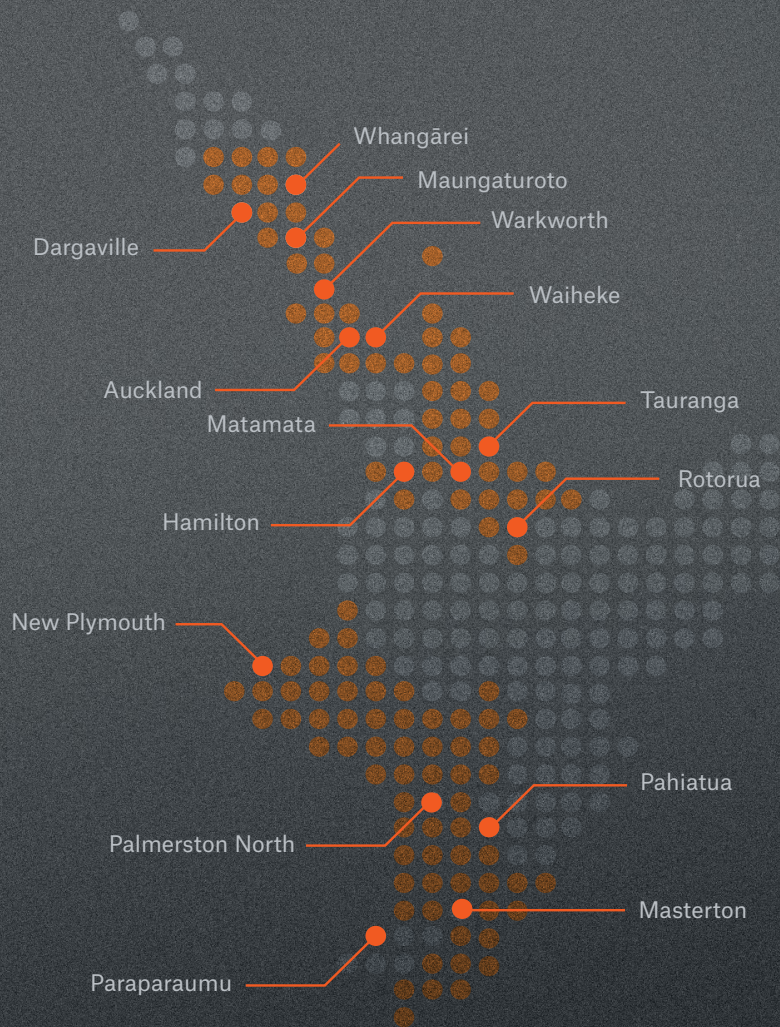 Whangārei
Maungaturoto
Warkworth
Dargaville
Waiheke
Auckland
Tauranga
Matamata
Rotorua
Hamilton
New Plymouth
Pahiatua
Palmerston North
Masterton
Paraparaumu